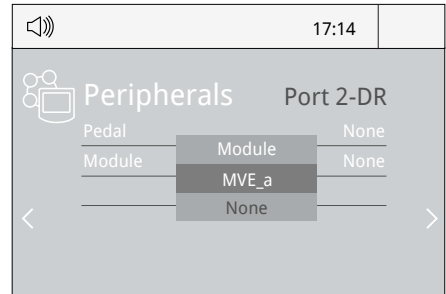 17:14
Peripherals Port 2-DR
Pedal None
Module None
Module
MVE_a
None